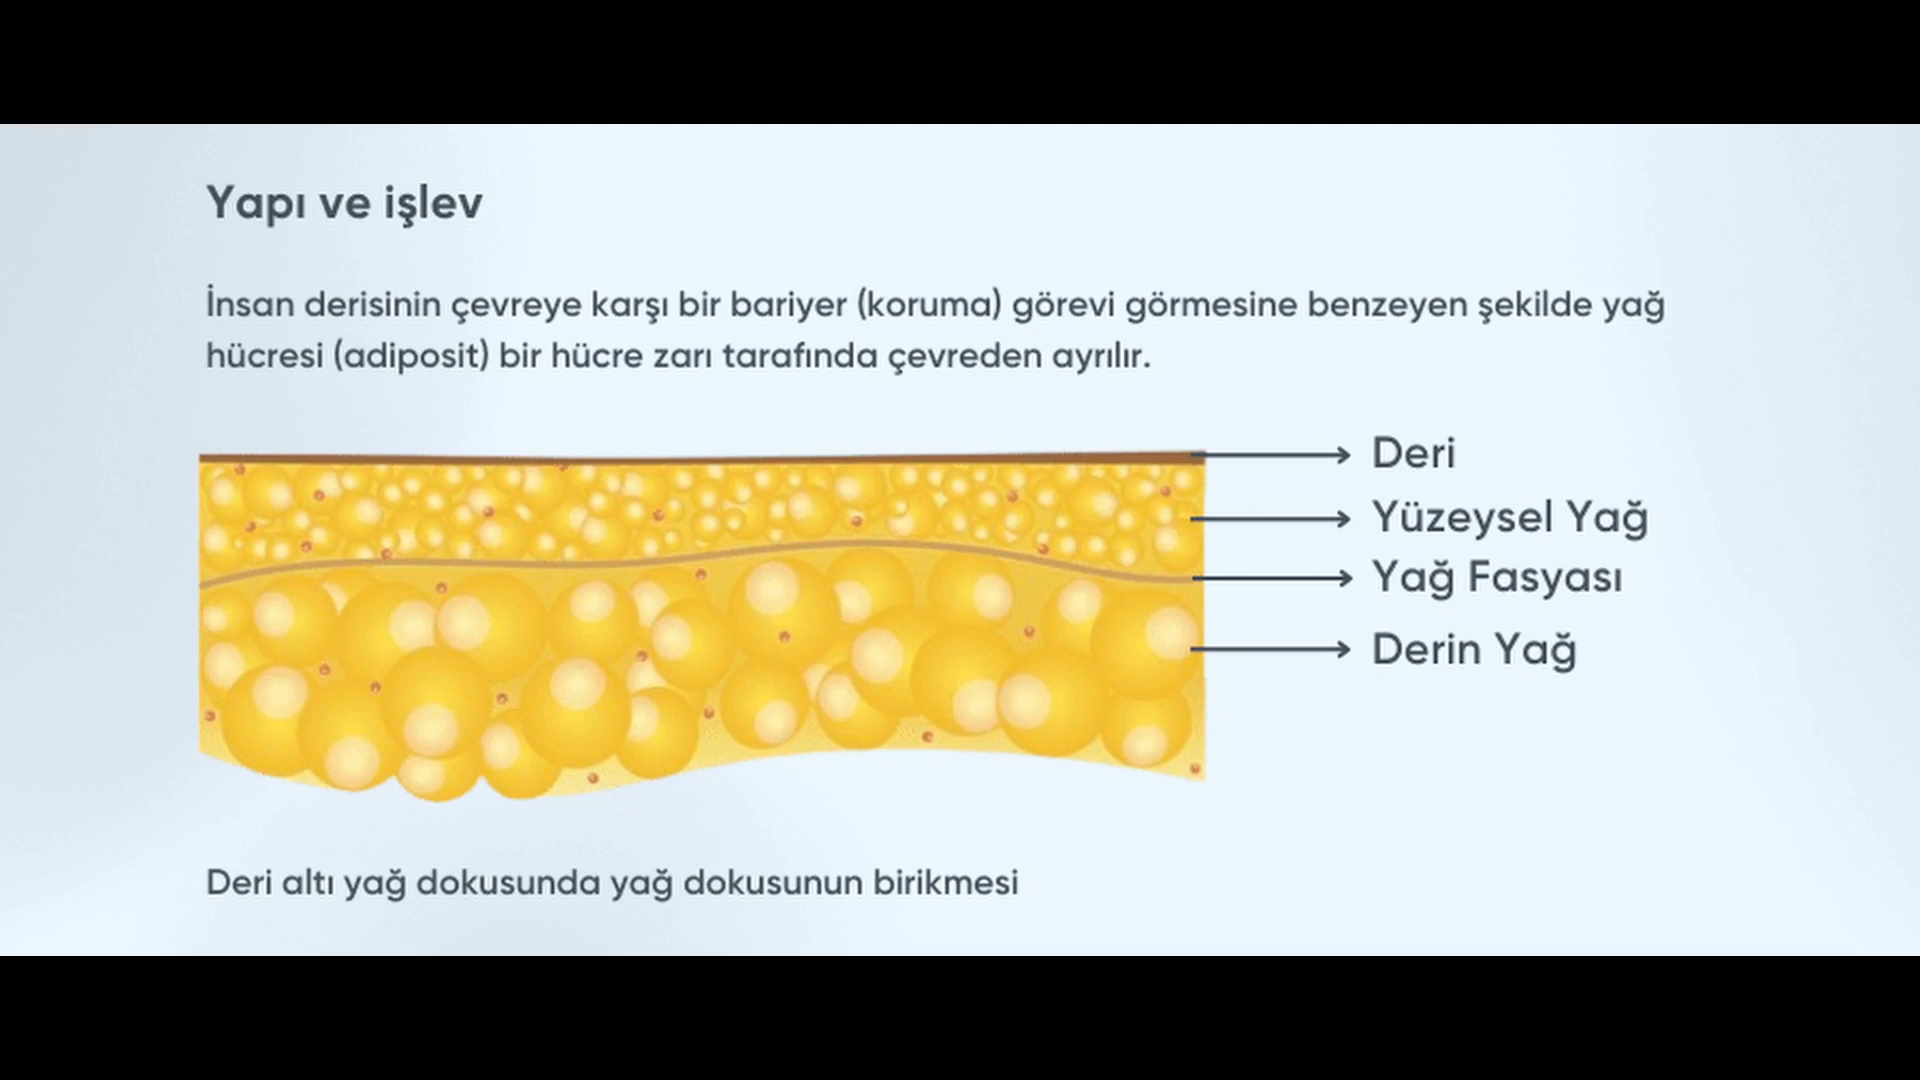 Yapı ve işlev
İnsan derisinin çevreye karşı bir bariyer (koruma) görevi görmesine benzeyen şekilde yağ
hücresi (adiposit) bir hücre zarı tarafında çevreden ayrılır.
Deri
Yüzeysel Yağ
Yağ Fasyası
Derin Yağ
Deri altı yağ dokusunda yağ dokusunun birikmesi